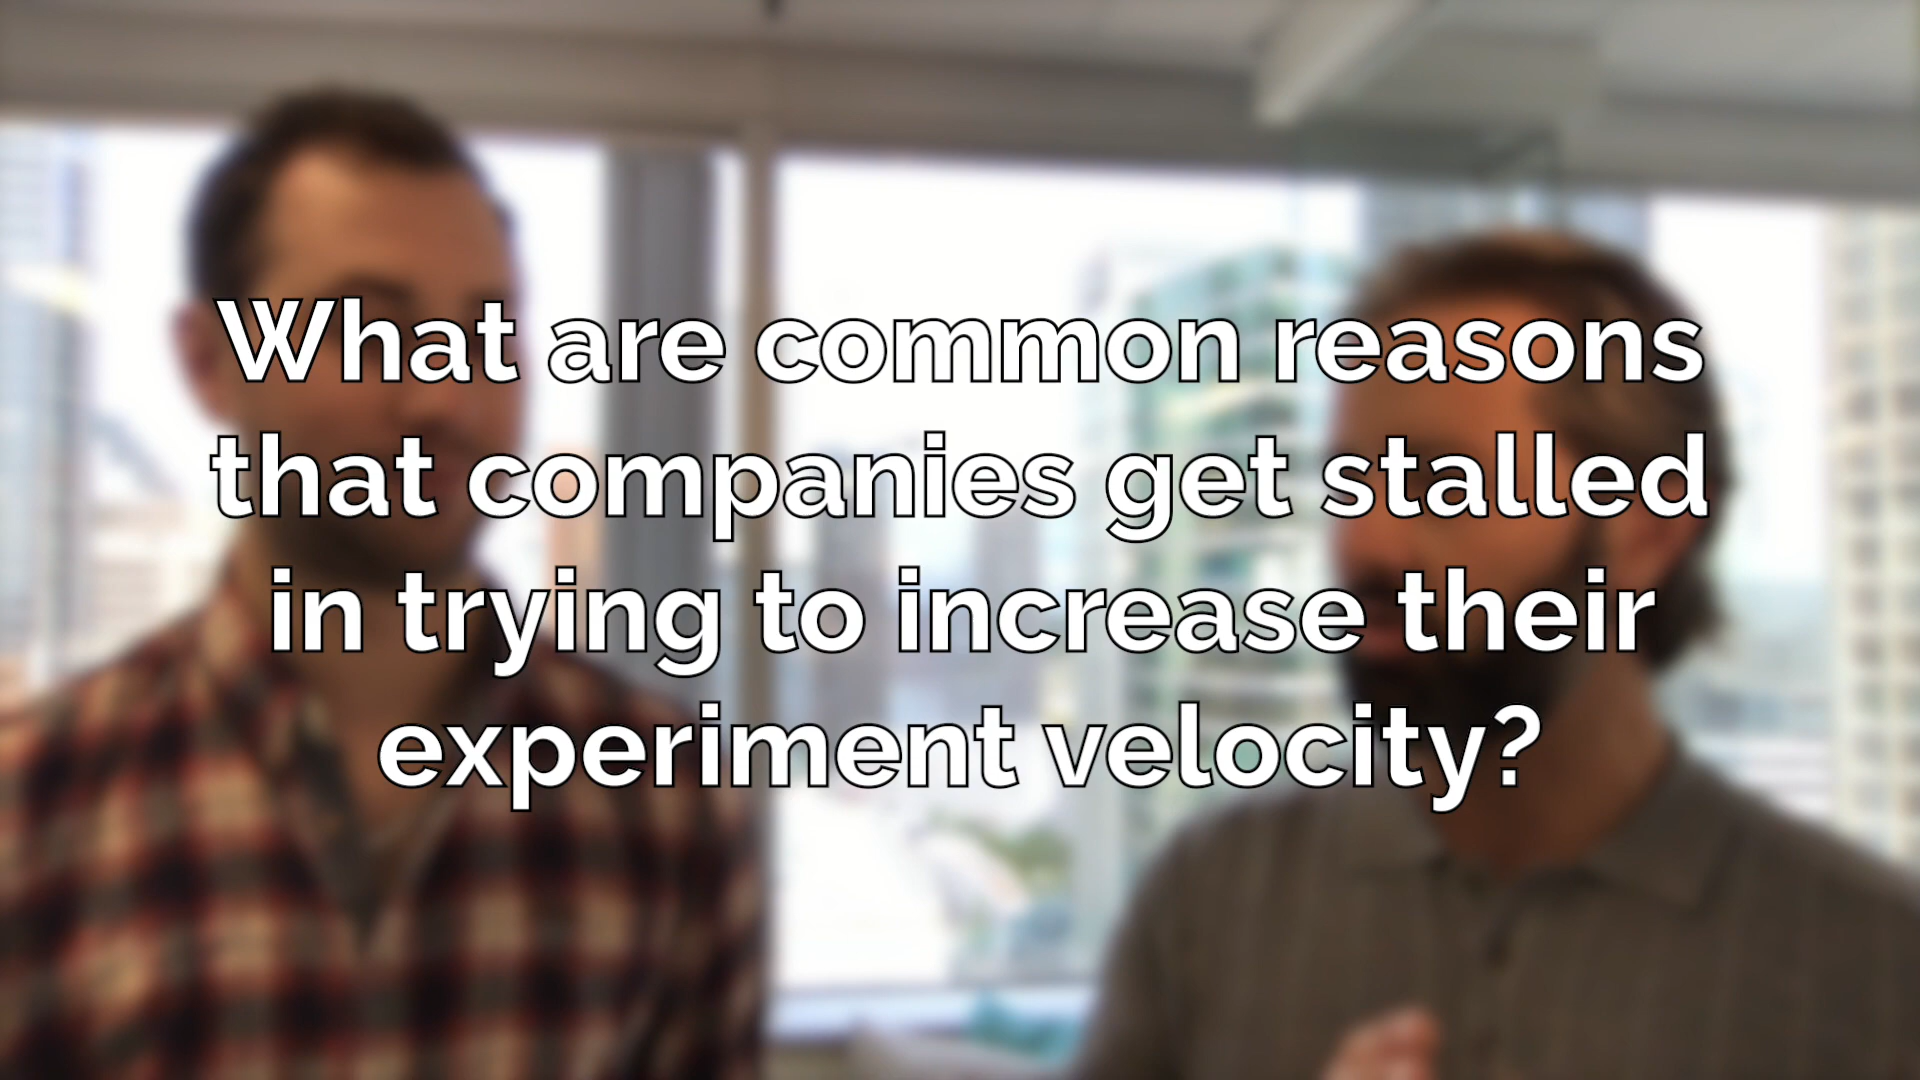 What are common reasons
that companies get stalled
in trying to increase their
experiment velocity?